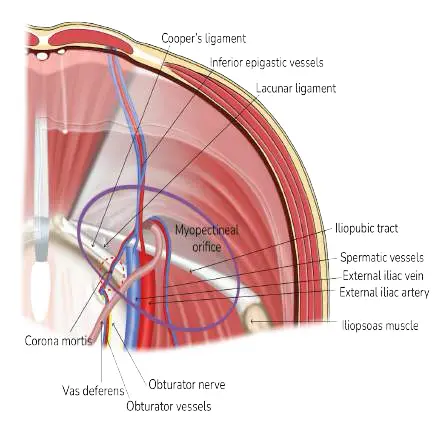 Cooper's ligament
Inferior epigastric vessels
Lacunar ligament
Myopectineal
orifice
Iliopubic tract
Spermatic vessels
External iliac vein
External iliac artery
Iliopsoas muscle
Corona mortis
Obturator nerve
Vas deferens
Obturator vessels